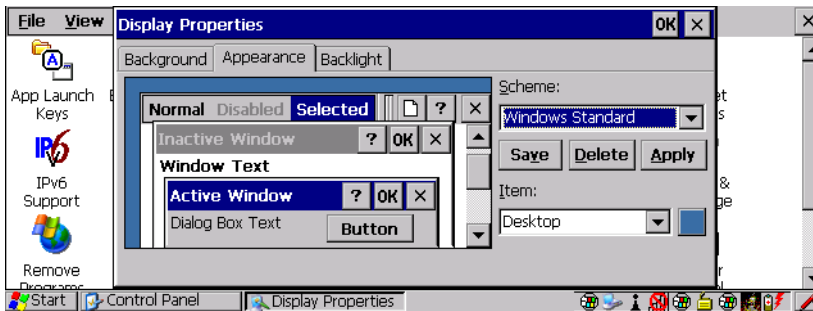 File View
Display Properties OK
Background Appearance Backlight
App Launch
Keys
IPv6
Support
Remove
Programs
Normal Disabled Selected ?
Inactive Window ? OK
Window Text
Active Window ? OK
Dialog Box Text
Button
Scheme:
Windows Standard
Save Delete Apply
Item:
Desktop
&
Start Control Panel Display Properties